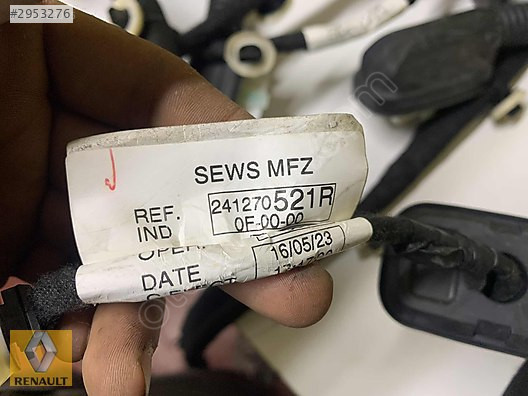 #2953276
SEWS MFZ
REF. 241270521R
IND 0F-00-00
DATE 16/05/23
RENAULT